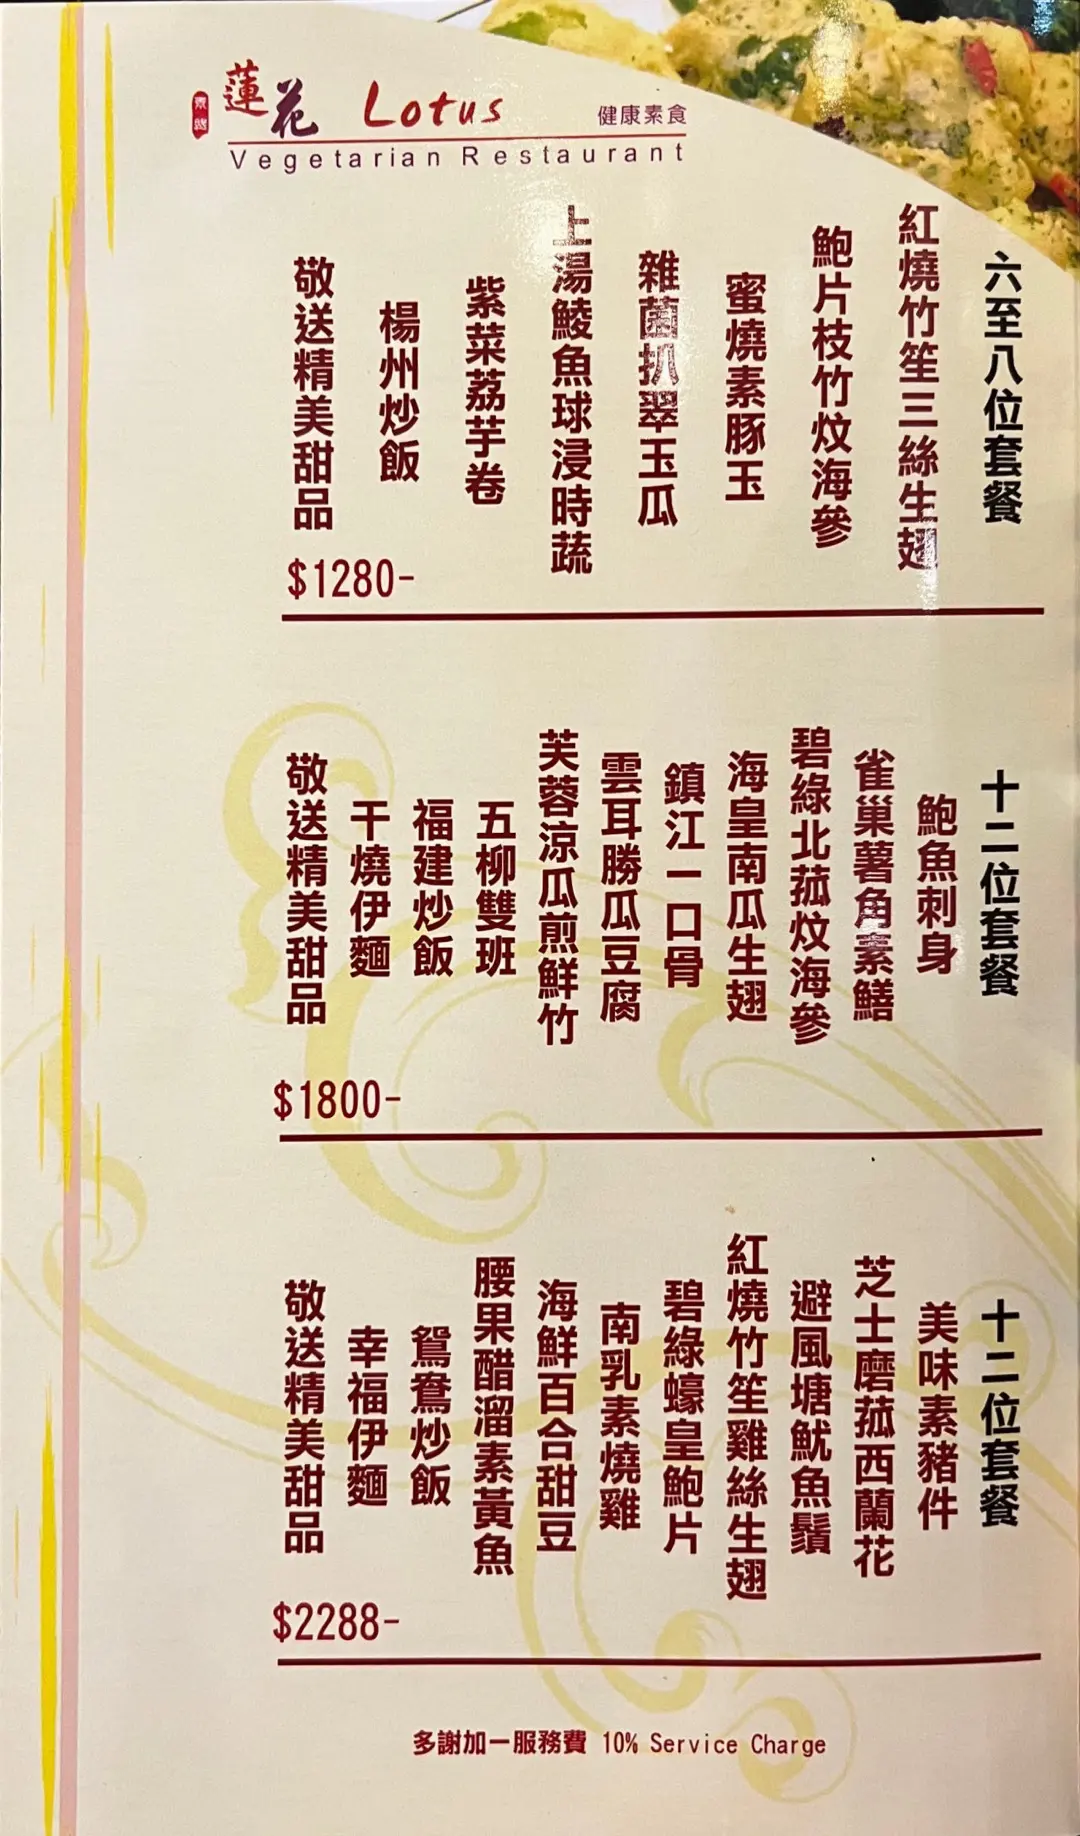 素緣
蓮花 Lotus 健康素食
Vegetarian Restaurant
六至八位套餐
紅燒竹笙三絲生翅
鮑片枝竹炆海參
蜜燒素豚玉
雜菌扒翠玉瓜
上湯鯪魚球浸時蔬
紫菜荔芋卷
楊州炒飯
敬送精美甜品
$1280-
十二位套餐
鮑魚刺身
雀巢薯角素鱔
碧綠北菰炆海參
海皇南瓜生翅
鎮江一口骨
雲耳勝瓜豆腐
芙蓉涼瓜煎鮮竹
五柳雙班
福建炒飯
干燒伊麵
敬送精美甜品
$1800-
十二位套餐
美味素豬件
芝士磨菰西蘭花
避風塘魷魚鬚
紅燒竹笙雞絲生翅
碧綠蠔皇鮑片
南乳素燒雞
海鮮百合甜豆
腰果醋溜素黃魚
鴛鴦炒飯
幸福伊麵
敬送精美甜品
$2288-
多謝加一服務費 10% Service Charge